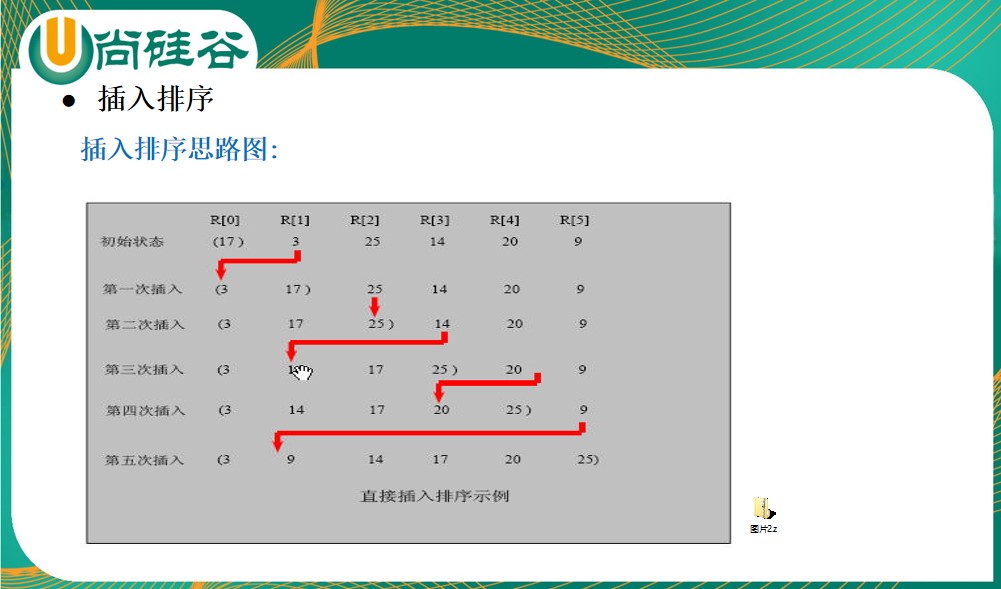 尚硅谷
● 插入排序
插入排序思路图：
R[0] R[1] R[2] R[3] R[4] R[5]
初始状态 (17 ) 3 25 14 20 9
第一次插入 (3 17 ) 25 14 20 9
第二次插入 (3 17 25 ) 14 20 9
第三次插入 (3 17 25 ) 20 9
第四次插入 (3 14 17 20 25 ) 9
第五次插入 (3 9 14 17 20 25)
直接插入排序示例
图片2.z